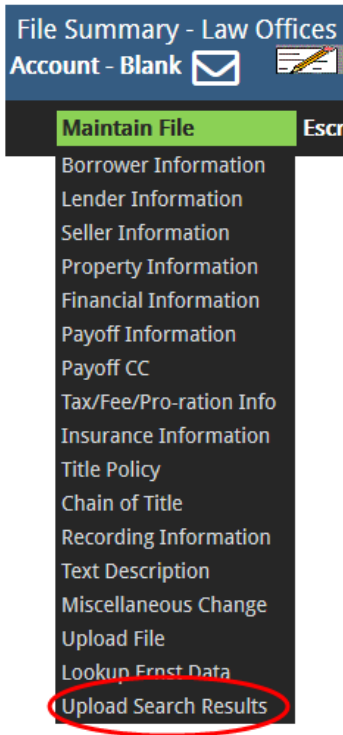 File Summary - Law Offices
Account - Blank
Maintain File
Escr
Borrower Information
Lender Information
Seller Information
Property Information
Financial Information
Payoff Information
Payoff CC
Tax/Fee/Pro-ration Info
Insurance Information
Title Policy
Chain of Title
Recording Information
Text Description
Miscellaneous Change
Upload File
Lookup Ernst Data
Upload Search Results